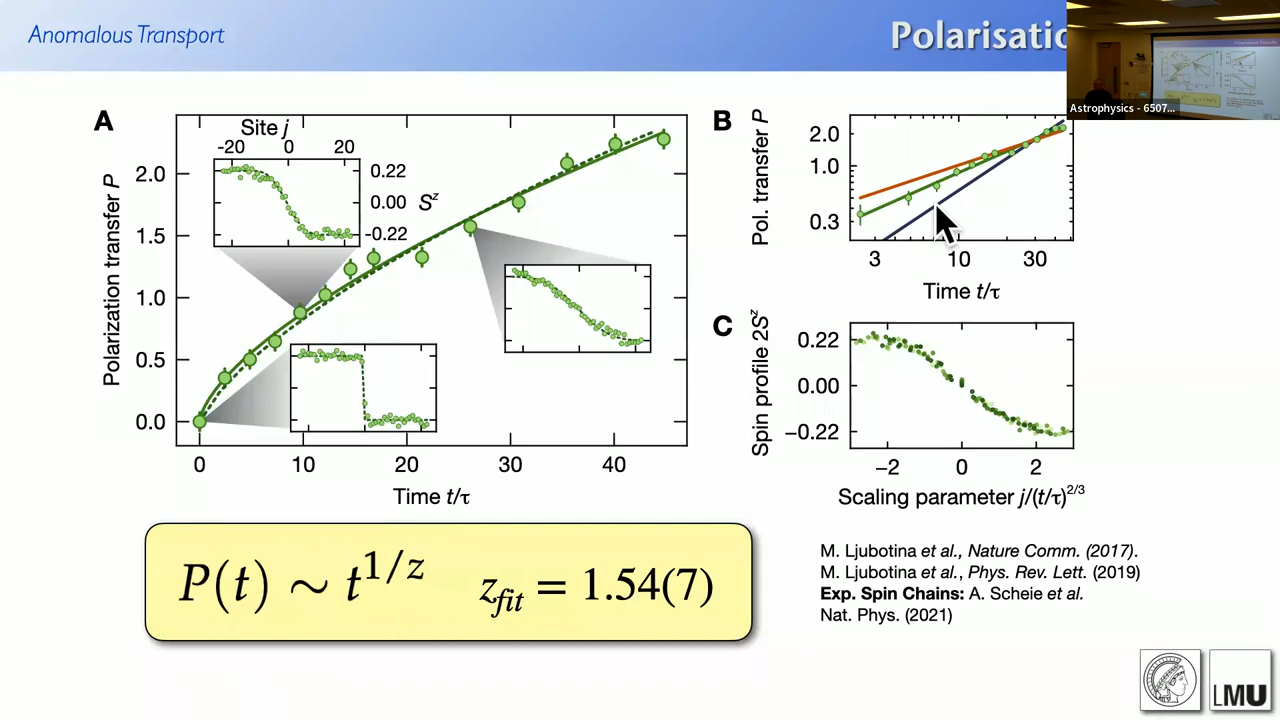 Anomalous Transport
Polarisatio
Astrophysics - 6507...
A
Site j
-20 0 20
0.22
0.00
-0.22
S^z
Polarization transfer P
2.0
1.5
1.0
0.5
0.0
0 10 20 30 40
Time t/τ
B
Pol. transfer P
2.0
1.0
0.3
3 10 30
Time t/τ
C
Spin profile 2S^z
0.22
0.00
−0.22
−2 0 2
Scaling parameter j/(t/τ)^2/3
P(t) ∼ t^1/z z_fit = 1.54(7)
M. Ljubotina et al., Nature Comm. (2017).
M. Ljubotina et al., Phys. Rev. Lett. (2019)
Exp. Spin Chains: A. Scheie et al.
Nat. Phys. (2021)
LMU